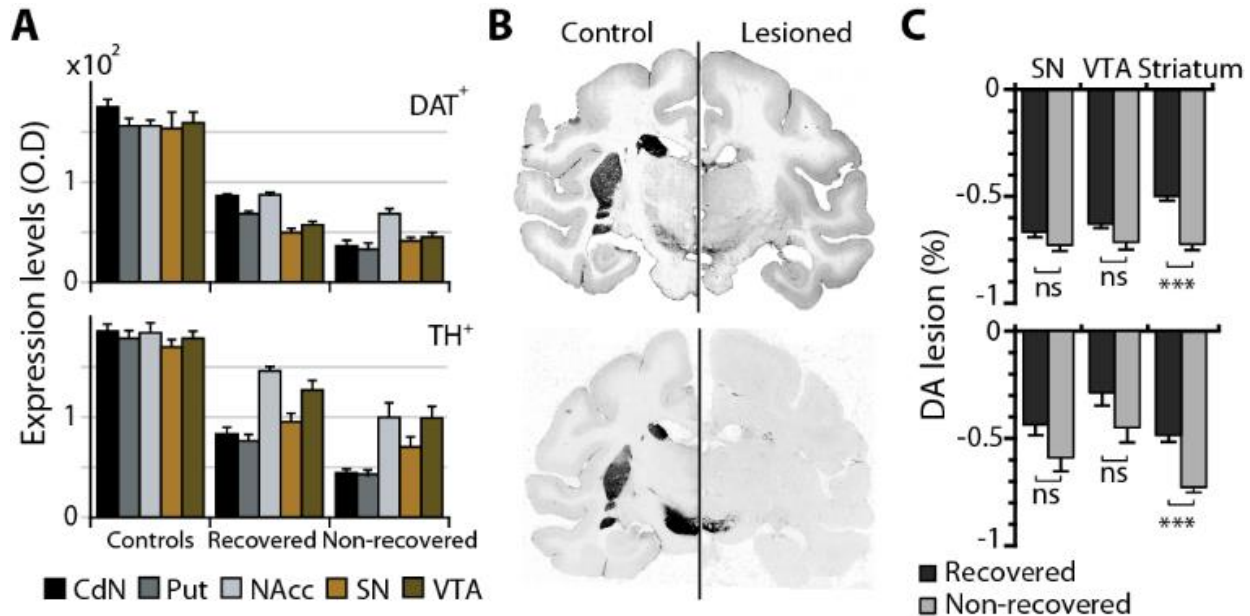 A
x10²
DAT⁺
1
0
TH⁺
1
0
Expression levels (O.D)
Controls Recovered Non-recovered
CdN Put NAcc SN VTA
B
Control Lesioned
C
SN VTA Striatum
0
-0.5
-1
ns ns ***
0
-0.5
-1
ns ns ***
DA lesion (%)
Recovered
Non-recovered